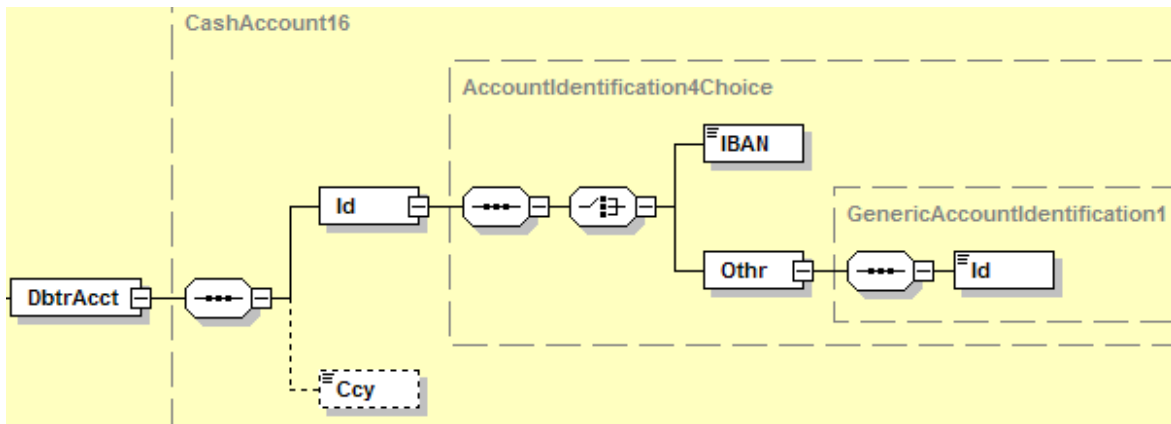 CashAccount16
AccountIdentification4Choice
IBAN
Id
GenericAccountIdentification1
Othr
Id
DbtrAcct
Ccy